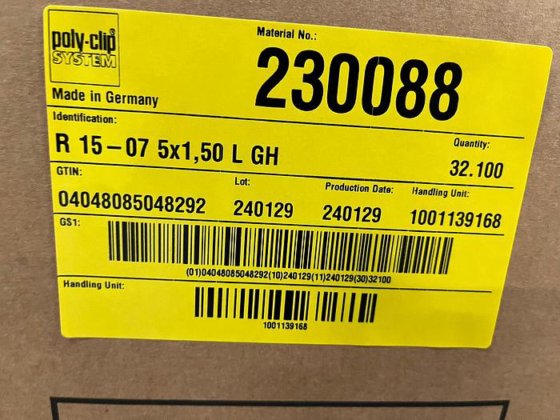 poly-clip
SYSTEM
Material No.:
230088
Made in Germany
Identification:
R 15-07 5x1,50 L GH
Quantity:
32.100
GTIN:
04048085048292
Lot:
240129
Production Date:
240129
Handling Unit:
1001139168
GS1:
(01)04048085048292(10)240129(11)240129(30)32100
Handling Unit:
1001139168